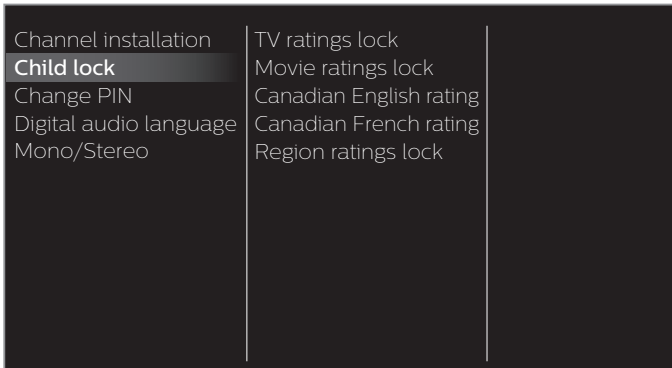 Channel installation
Child lock
Change PIN
Digital audio language
Mono/Stereo
TV ratings lock
Movie ratings lock
Canadian English rating
Canadian French rating
Region ratings lock